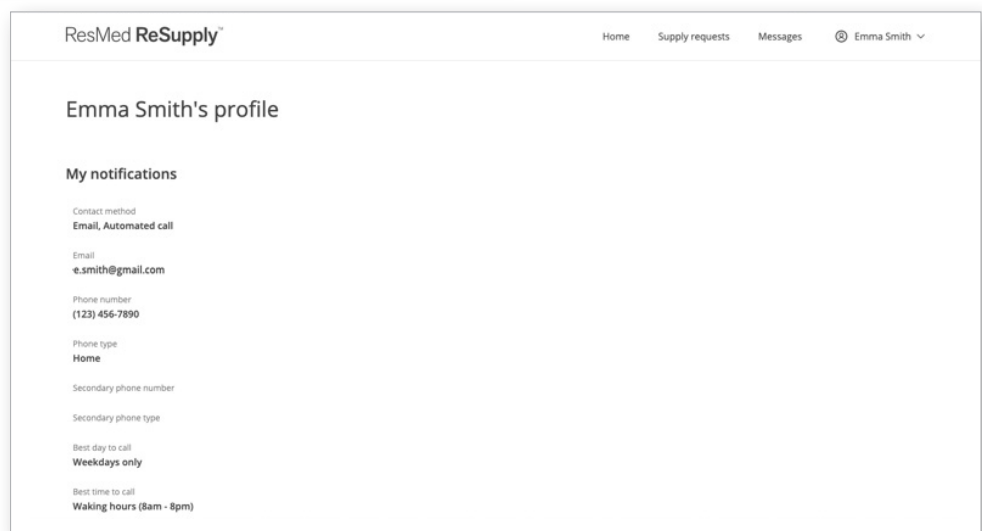 ResMed ReSupply™
Home Supply requests Messages Emma Smith
Emma Smith's profile
My notifications
Contact method
Email, Automated call
Email
e.smith@gmail.com
Phone number
(123) 456-7890
Phone type
Home
Secondary phone number
Secondary phone type
Best day to call
Weekdays only
Best time to call
Waking hours (8am - 8pm)